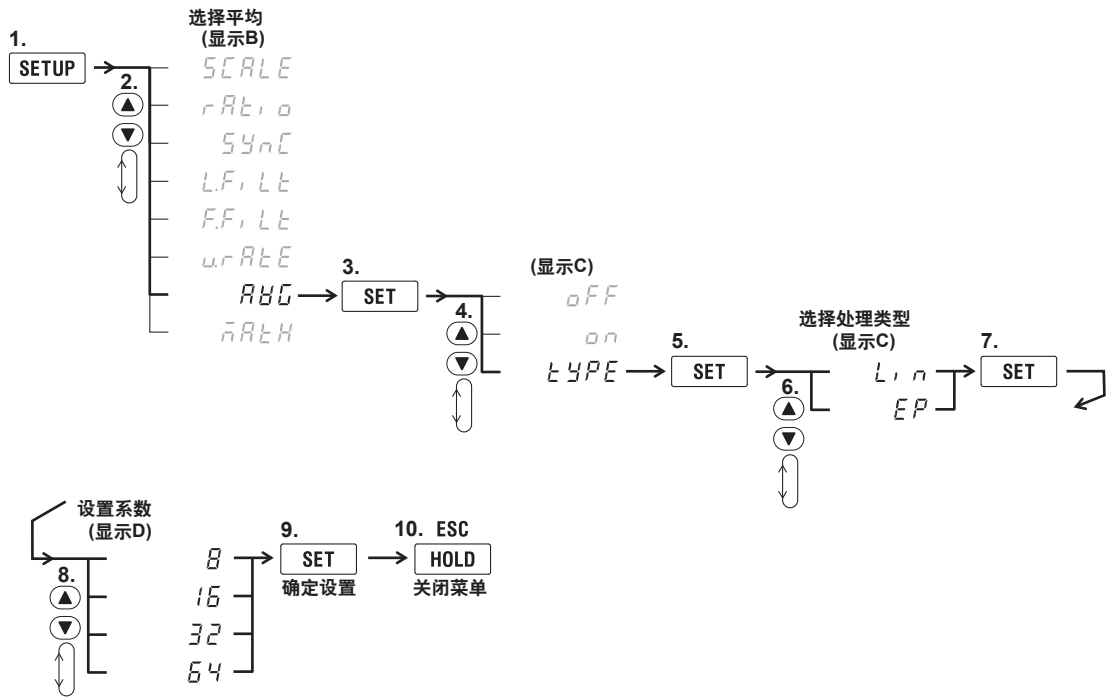 选择平均
(显示B)
1.
SETUP
2.
SCALE
rAtio
SYnC
L.FiLt
F.FiLt
u.rAtE
AVG
MAtH
3.
SET
4.
(显示C)
oFF
on
tYPE
5.
SET
6.
选择处理类型
(显示C)
Lin
EP
7.
SET
设置系数
(显示D)
8.
8
16
32
64
9.
SET
确定设置
10. ESC
HOLD
关闭菜单